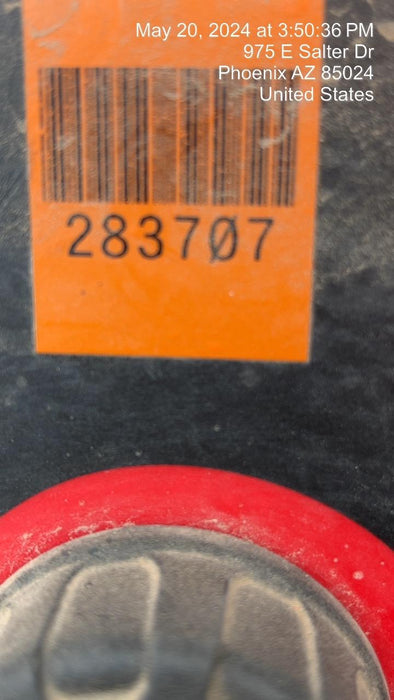 May 20, 2024 at 3:50:36 PM
975 E Salter Dr
Phoenix AZ 85024
United States
283707